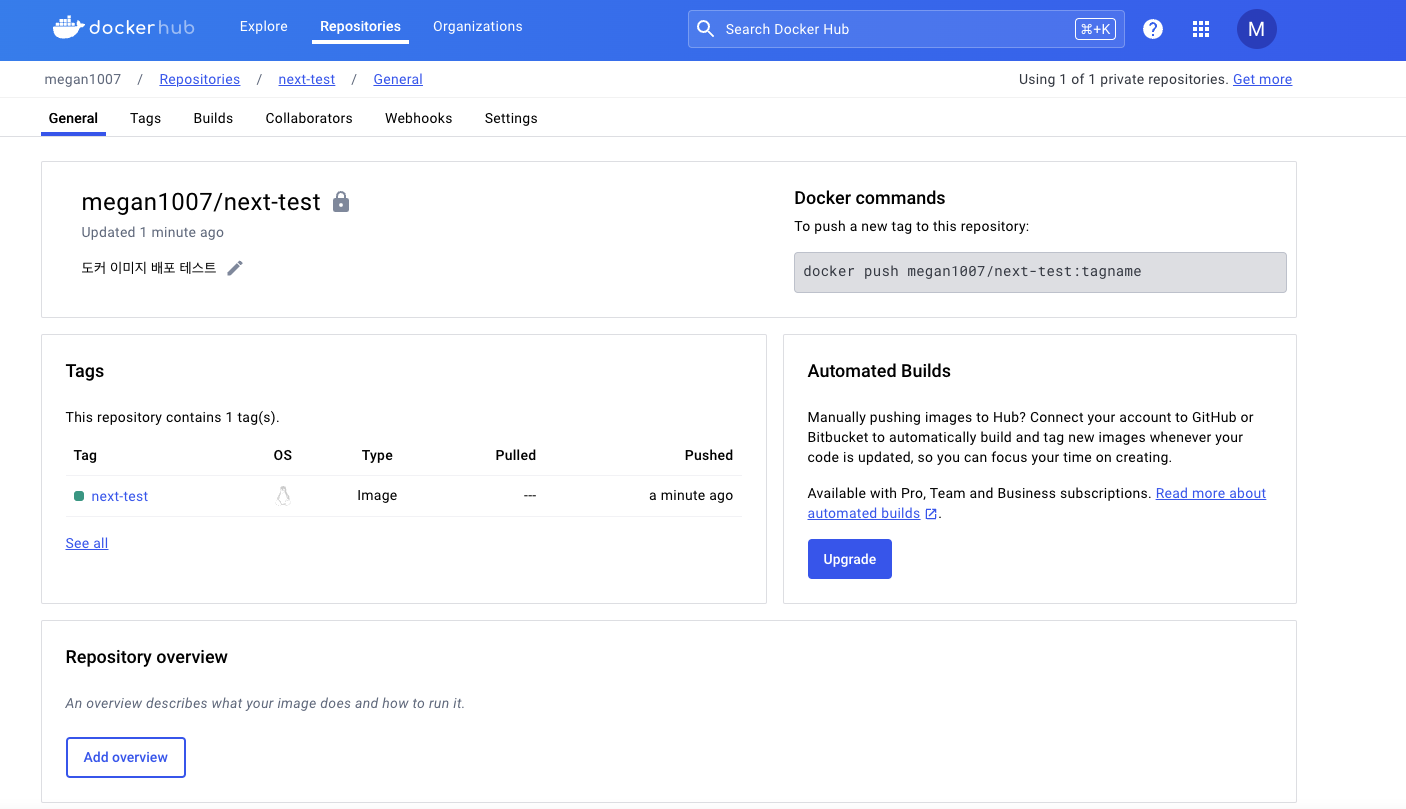 dockerhub
Explore Repositories Organizations
Search Docker Hub
⌘+K
?
M
megan1007 / Repositories / next-test / General
Using 1 of 1 private repositories. Get more
General Tags Builds Collaborators Webhooks Settings
megan1007/next-test
Updated 1 minute ago
도커 이미지 배포 테스트
Docker commands
To push a new tag to this repository:
docker push megan1007/next-test:tagname
Tags
This repository contains 1 tag(s).
Tag OS Type Pulled Pushed
next-test Image --- a minute ago
See all
Automated Builds
Manually pushing images to Hub? Connect your account to GitHub or
Bitbucket to automatically build and tag new images whenever your
code is updated, so you can focus your time on creating.
Available with Pro, Team and Business subscriptions. Read more about
automated builds .
Upgrade
Repository overview
An overview describes what your image does and how to run it.
Add overview